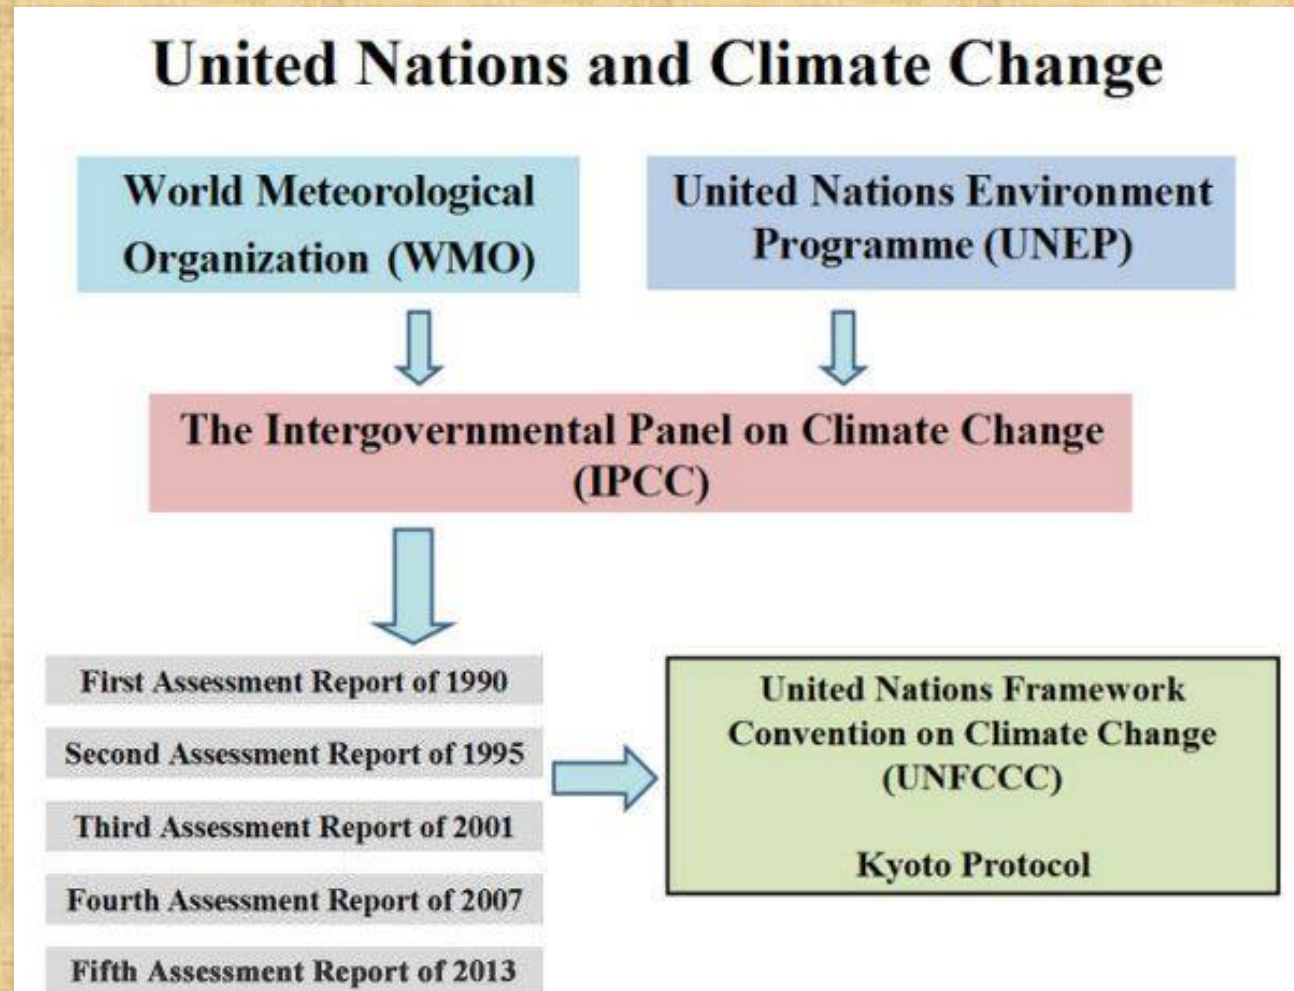 United Nations and Climate Change
World Meteorological
Organization (WMO)
United Nations Environment
Programme (UNEP)
The Intergovernmental Panel on Climate Change
(IPCC)
First Assessment Report of 1990
Second Assessment Report of 1995
Third Assessment Report of 2001
Fourth Assessment Report of 2007
Fifth Assessment Report of 2013
United Nations Framework
Convention on Climate Change
(UNFCCC)
Kyoto Protocol